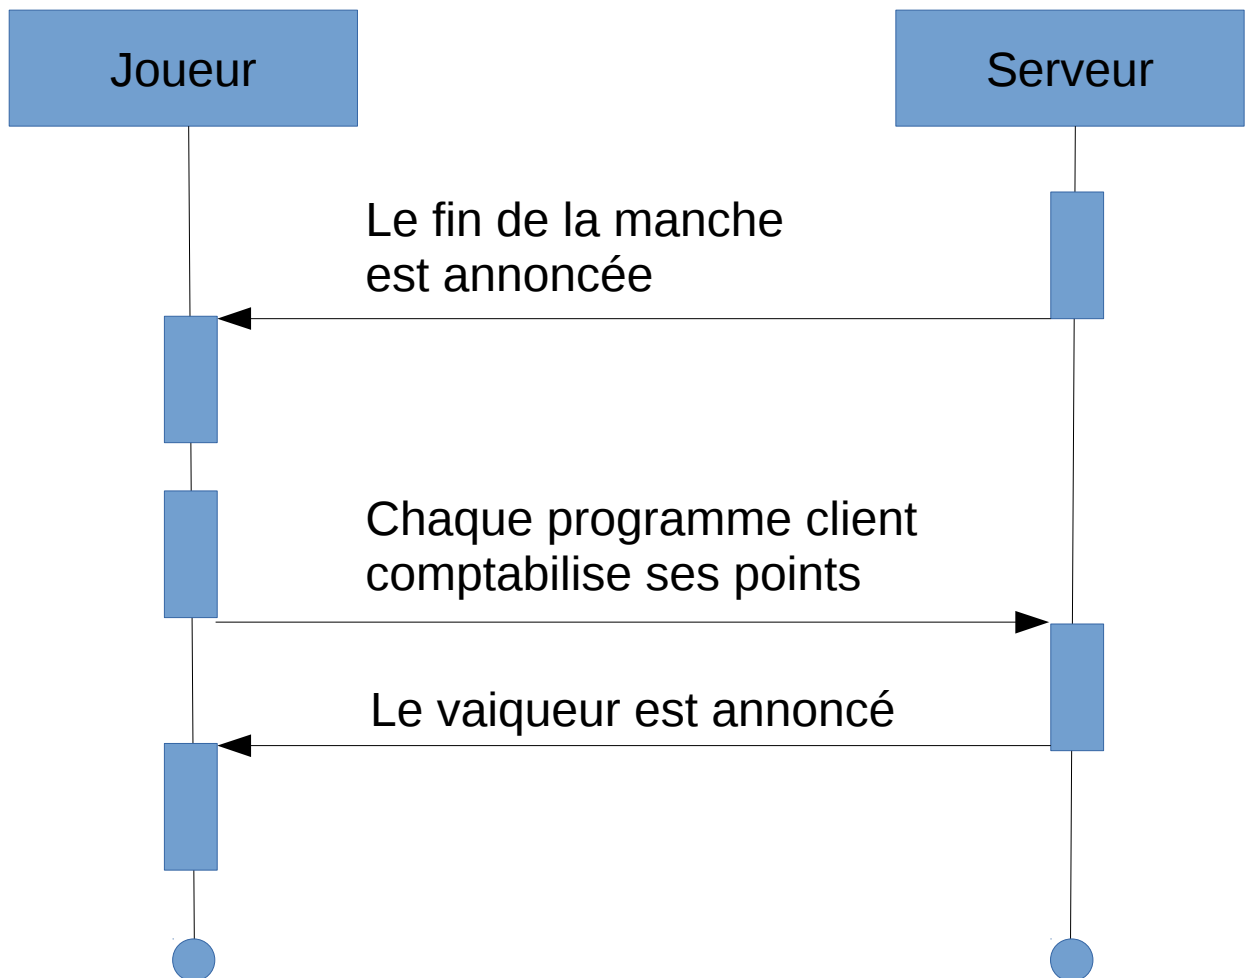 Joueur
Serveur
Le fin de la manche
est annoncée
Chaque programme client
comptabilise ses points
Le vaiqueur est annoncé